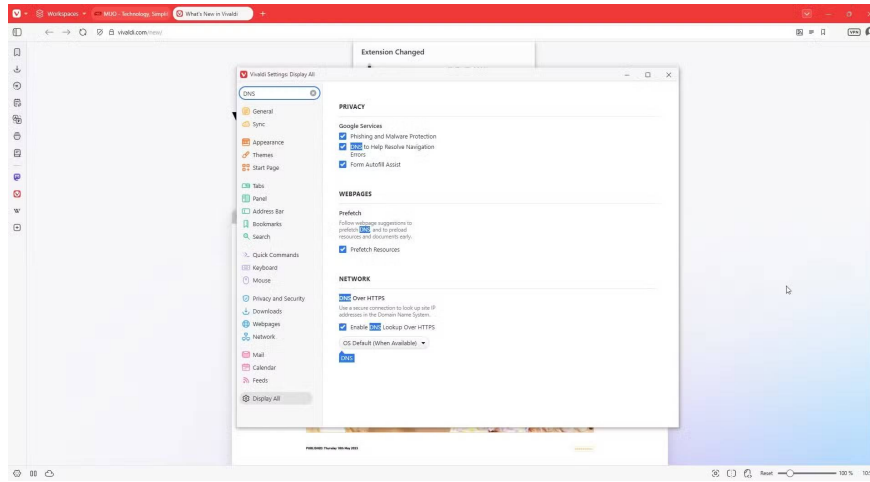 Workspaces
MUO - Technology, Simpli
What's New in Vivaldi
vivaldi.com/new/
VPN
Extension Changed
Vivaldi Settings: Display All
DNS
General
Sync
Appearance
Themes
Start Page
Tabs
Panel
Address Bar
Bookmarks
Search
Quick Commands
Keyboard
Mouse
Privacy and Security
Downloads
Webpages
Network
Mail
Calendar
Feeds
Display All
PRIVACY
Google Services
Phishing and Malware Protection
DNS to Help Resolve Navigation
Errors
Form Autofill Assist
WEBPAGES
Prefetch
Follow webpage suggestions to
prefetch DNS, and to preload
resources and documents early.
Prefetch Resources
NETWORK
DNS Over HTTPS
Use a secure connection to look up site IP
addresses in the Domain Name System.
Enable DNS Lookup Over HTTPS
OS Default (When Available)
DNS
Reset
100 %